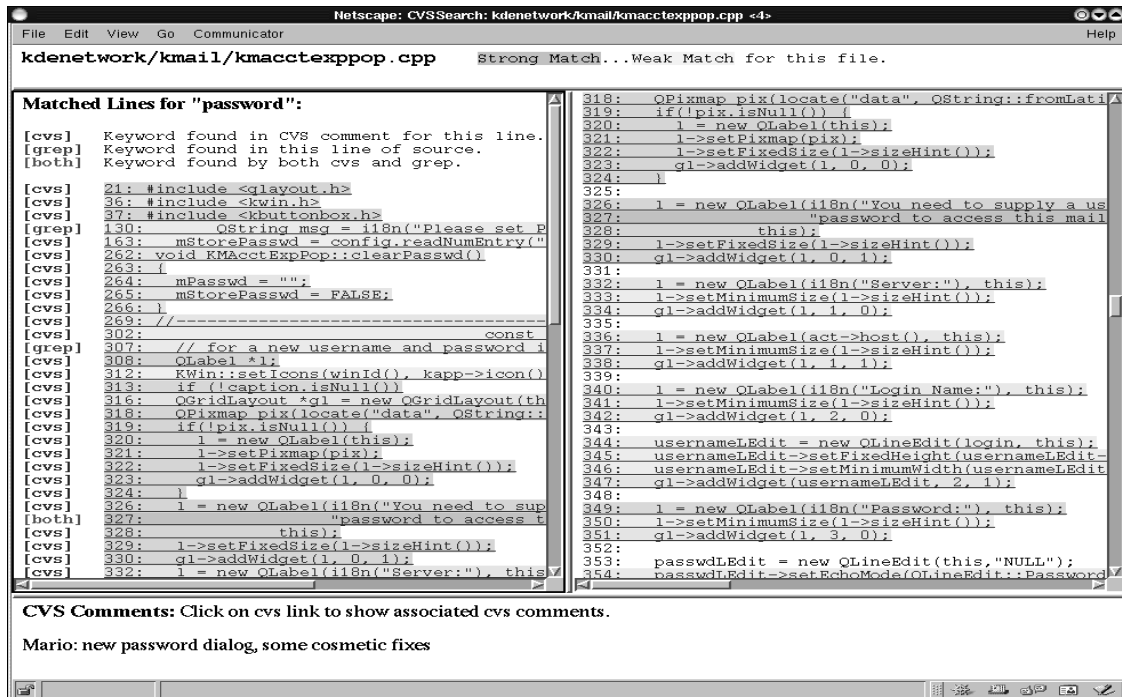 Netscape: CVSSearch: kdenetwork/kmail/kmacctexppop.cpp <4>
File Edit View Go Communicator Help
kdenetwork/kmail/kmacctexppop.cpp Strong Match...Weak Match for this file.
Matched Lines for "password":
[cvs] Keyword found in CVS comment for this line.
[grep] Keyword found in this line of source.
[both] Keyword found by both cvs and grep.
[cvs] 21: #include <qlayout.h>
[cvs] 36: #include <kwin.h>
[cvs] 37: #include <kbuttonbox.h>
[grep] 130: QString msg = i18n("Please set P
[cvs] 163: mStorePasswd = config.readNumEntry("
[cvs] 262: void KMAcctExpPop::clearPasswd()
[cvs] 263: {
[cvs] 264: mPasswd = "";
[cvs] 265: mStorePasswd = FALSE;
[cvs] 266: }
[cvs] 269: //-----------------------------------
[cvs] 302: const
[grep] 307: // for a new username and password i
[cvs] 308: QLabel *l;
[cvs] 312: KWin::setIcons(winId(), kapp->icon()
[cvs] 313: if (!caption.isNull())
[cvs] 316: QGridLayout *gl = new QGridLayout(th
[cvs] 318: QPixmap pix(locate("data", QString::
[cvs] 319: if(!pix.isNull()) {
[cvs] 320: l = new QLabel(this);
[cvs] 321: l->setPixmap(pix);
[cvs] 322: l->setFixedSize(l->sizeHint());
[cvs] 323: gl->addWidget(l, 0, 0);
[cvs] 324: }
[cvs] 326: l = new QLabel(i18n("You need to sup
[both] 327: "password to access t
[cvs] 328: this);
[cvs] 329: l->setFixedSize(l->sizeHint());
[cvs] 330: gl->addWidget(l, 0, 1);
[cvs] 332: l = new QLabel(i18n("Server:"), this
318: QPixmap pix(locate("data", QString::fromLati
319: if(!pix.isNull()) {
320: l = new QLabel(this);
321: l->setPixmap(pix);
322: l->setFixedSize(l->sizeHint());
323: gl->addWidget(l, 0, 0);
324: }
325:
326: l = new QLabel(i18n("You need to supply a us
327: "password to access this mail
328: this);
329: l->setFixedSize(l->sizeHint());
330: gl->addWidget(l, 0, 1);
331:
332: l = new QLabel(i18n("Server:"), this);
333: l->setMinimumSize(l->sizeHint());
334: gl->addWidget(l, 1, 0);
335:
336: l = new QLabel(act->host(), this);
337: l->setMinimumSize(l->sizeHint());
338: gl->addWidget(l, 1, 1);
339:
340: l = new QLabel(i18n("Login Name:"), this);
341: l->setMinimumSize(l->sizeHint());
342: gl->addWidget(l, 2, 0);
343:
344: usernameLEdit = new QLineEdit(login, this);
345: usernameLEdit->setFixedHeight(usernameLEdit-
346: usernameLEdit->setMinimumWidth(usernameLEdit
347: gl->addWidget(usernameLEdit, 2, 1);
348:
349: l = new QLabel(i18n("Password:"), this);
350: l->setMinimumSize(l->sizeHint());
351: gl->addWidget(l, 3, 0);
352:
353: passwdLEdit = new QLineEdit(this,"NULL");
354: passwdLEdit->setEchoMode(QLineEdit::Password
CVS Comments: Click on cvs link to show associated cvs comments.
Mario: new password dialog, some cosmetic fixes